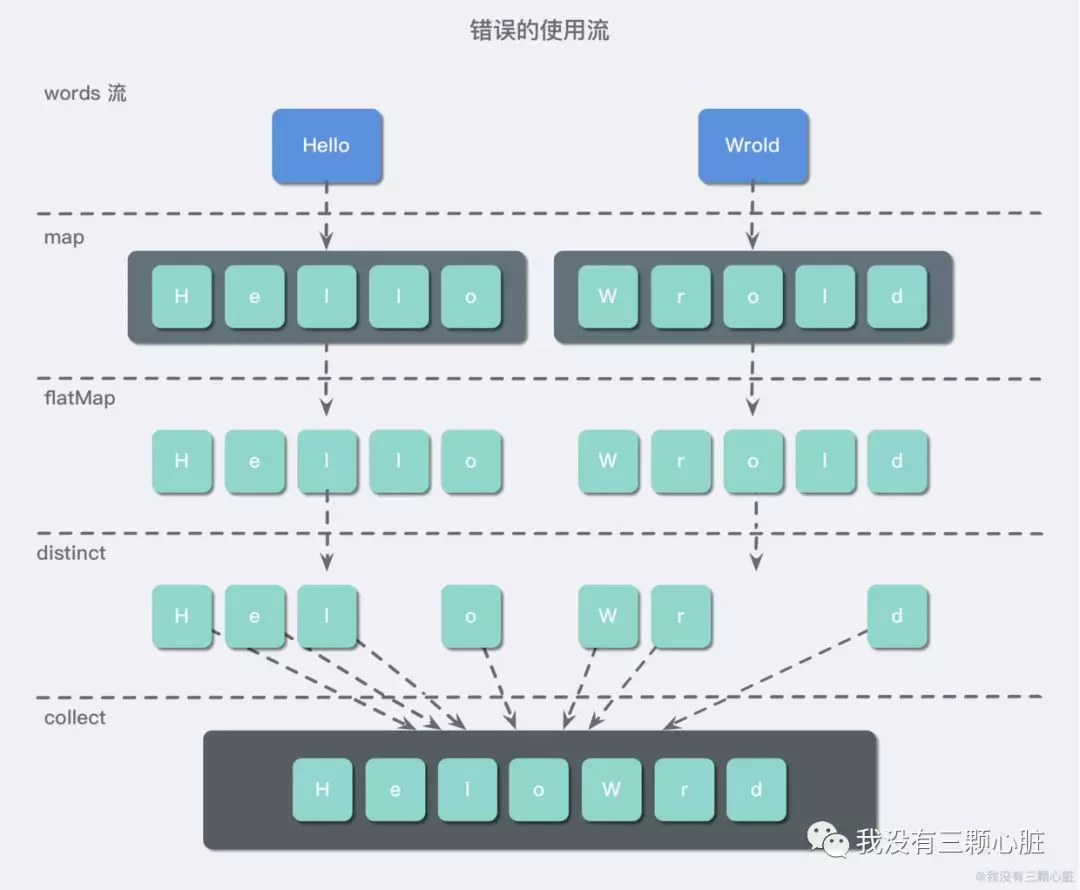 错误的使用流
words 流
Hello Wrold
map
H e l l o W r o l d
flatMap
H e l l o W r o l d
distinct
H e l o W r d
collect
H e l o W r d
我没有三颗心脏
@我没有三颗心脏